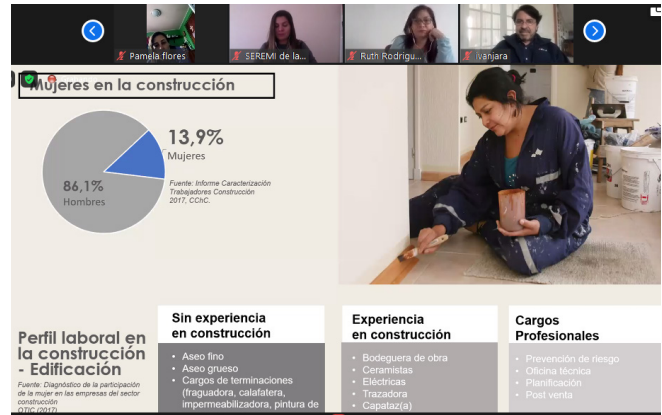 Pamela flores
SEREMI de la...
Ruth Rodrigu...
ivanjara
Mujeres en la construcción
13,9%
Mujeres
86,1%
Hombres
Fuente: Informe Caracterización
Trabajadores Construcción
2017, CChC.
Perfil laboral en
la construcción
- Edificación
Fuente: Diagnóstico de la participación
de la mujer en las empresas del sector
construcción
OTIC (2017)
Sin experiencia
en construcción
• Aseo fino
• Aseo grueso
• Cargos de terminaciones
(fraguadora, calafatera,
impermeabilizadora, pintura de
Experiencia
en construcción
• Bodeguera de obra
• Ceramistas
• Eléctricas
• Trazadora
• Capataz(a)
Cargos
Profesionales
• Prevención de riesgo
• Oficina técnica
• Planificación
• Post venta